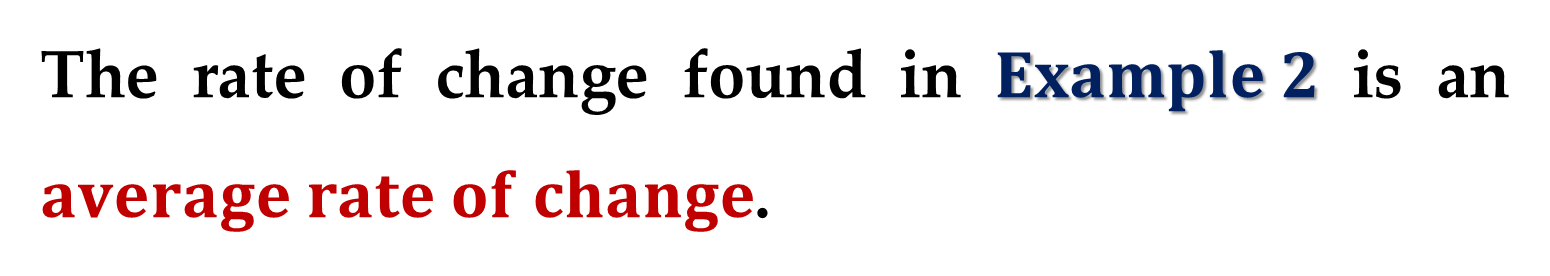 The rate of change found in Example 2 is an
average rate of change.